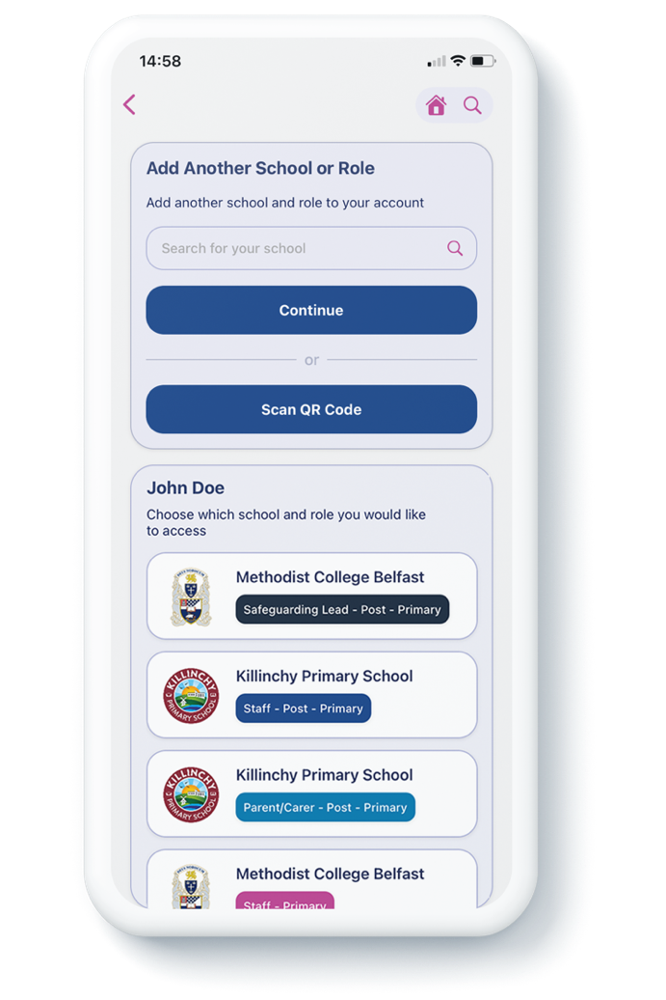 14:58
Add Another School or Role
Add another school and role to your account
Search for your school
Continue
or
Scan QR Code
John Doe
Choose which school and role you would like
to access
Methodist College Belfast
Safeguarding Lead - Post - Primary
KILLINCHY
PRIMARY SCHOOL
Killinchy Primary School
Staff - Post - Primary
KILLINCHY
PRIMARY SCHOOL
Killinchy Primary School
Parent/Carer - Post - Primary
Methodist College Belfast
Staff - Primary